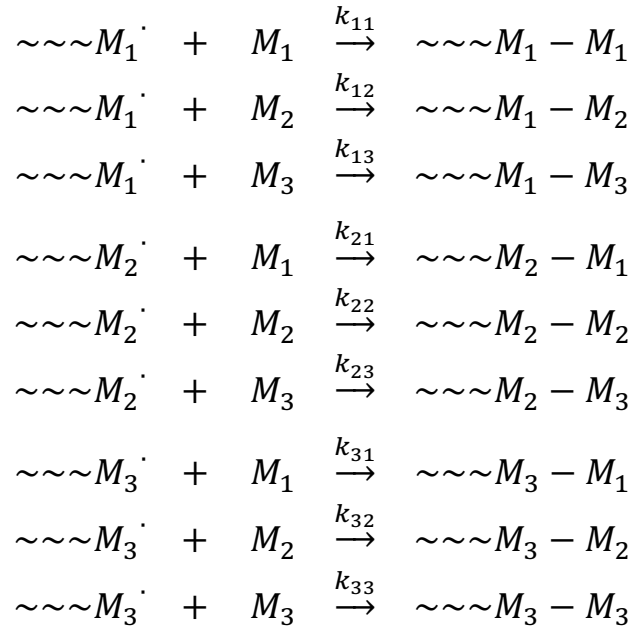 ~~~M₁˙ + M₁ k₁₁→ ~~~M₁ − M₁
~~~M₁˙ + M₂ k₁₂→ ~~~M₁ − M₂
~~~M₁˙ + M₃ k₁₃→ ~~~M₁ − M₃
~~~M₂˙ + M₁ k₂₁→ ~~~M₂ − M₁
~~~M₂˙ + M₂ k₂₂→ ~~~M₂ − M₂
~~~M₂˙ + M₃ k₂₃→ ~~~M₂ − M₃
~~~M₃˙ + M₁ k₃₁→ ~~~M₃ − M₁
~~~M₃˙ + M₂ k₃₂→ ~~~M₃ − M₂
~~~M₃˙ + M₃ k₃₃→ ~~~M₃ − M₃